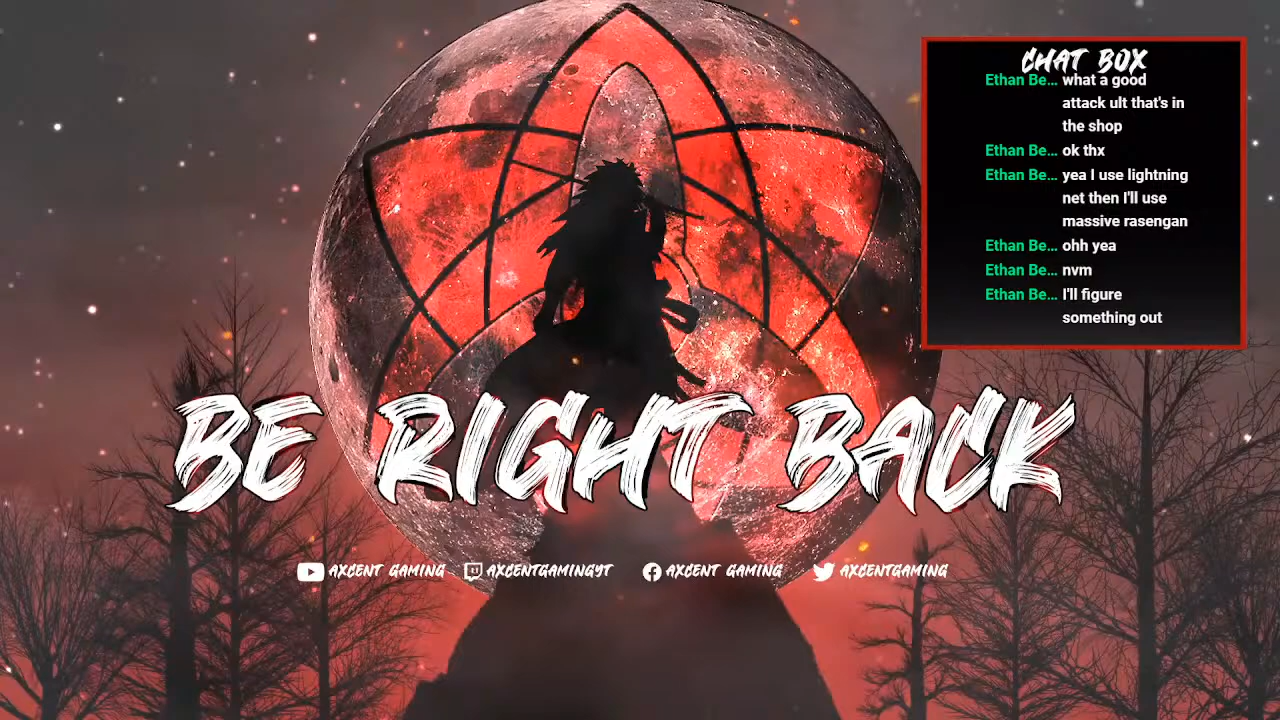 CHAT BOX
Ethan Be... what a good
attack ult that's in
the shop
Ethan Be... ok thx
Ethan Be... yea I use lightning
net then I'll use
massive rasengan
Ethan Be... ohh yea
Ethan Be... nvm
Ethan Be... I'll figure
something out
BE RIGHT BACK
AXCENT GAMING AXCENTGAMINGYT AXCENT GAMING AXCENTGAMING